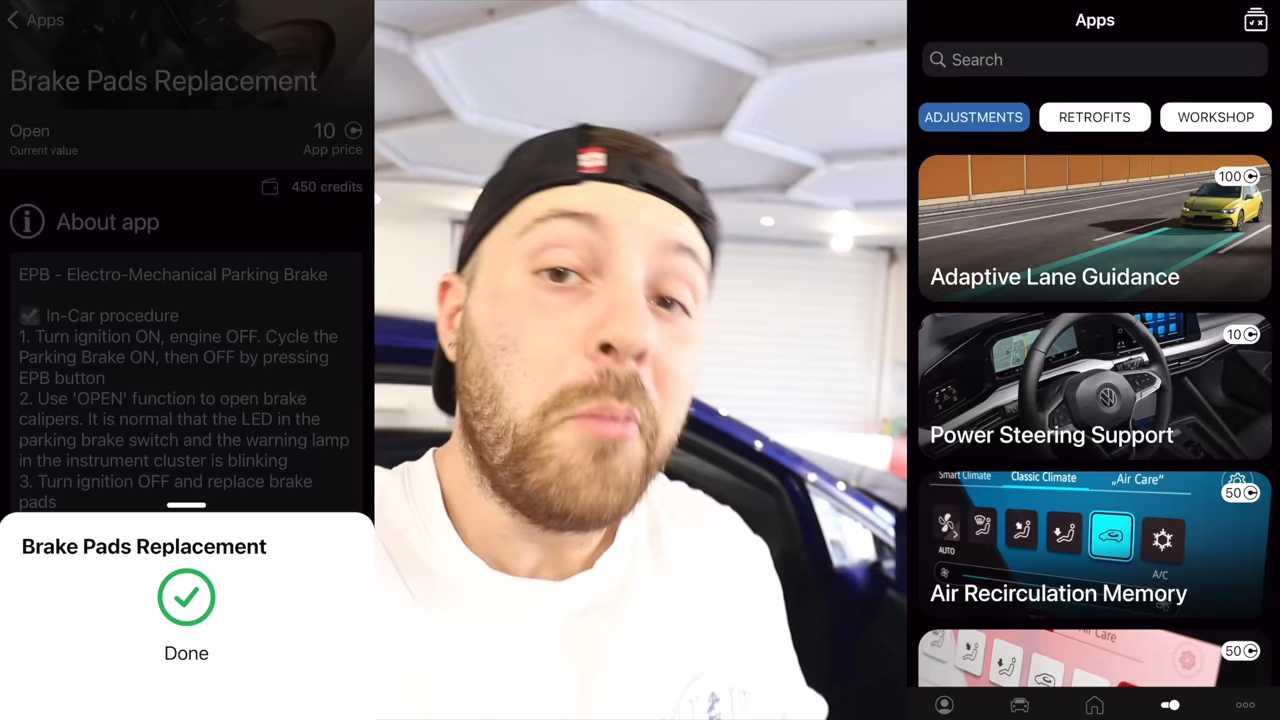 Apps
Brake Pads Replacement
Open
10
Current value
App price
450 credits
About app
EPB - Electro-Mechanical Parking Brake
In-Car procedure
1. Turn ignition ON, engine OFF. Cycle the
Parking Brake ON, then OFF by pressing
EPB button
2. Use 'OPEN' function to open brake
calipers. It is normal that the LED in the
parking brake switch and the warning lamp
in the instrument cluster is blinking
3. Turn ignition OFF and replace brake
pads
Brake Pads Replacement
Done
Apps
Search
ADJUSTMENTS
RETROFITS
WORKSHOP
100
Adaptive Lane Guidance
10
Power Steering Support
Smart Climate
Classic Climate
„Air Care“
50
AUTO
A/C
Air Recirculation Memory
Air Care
50